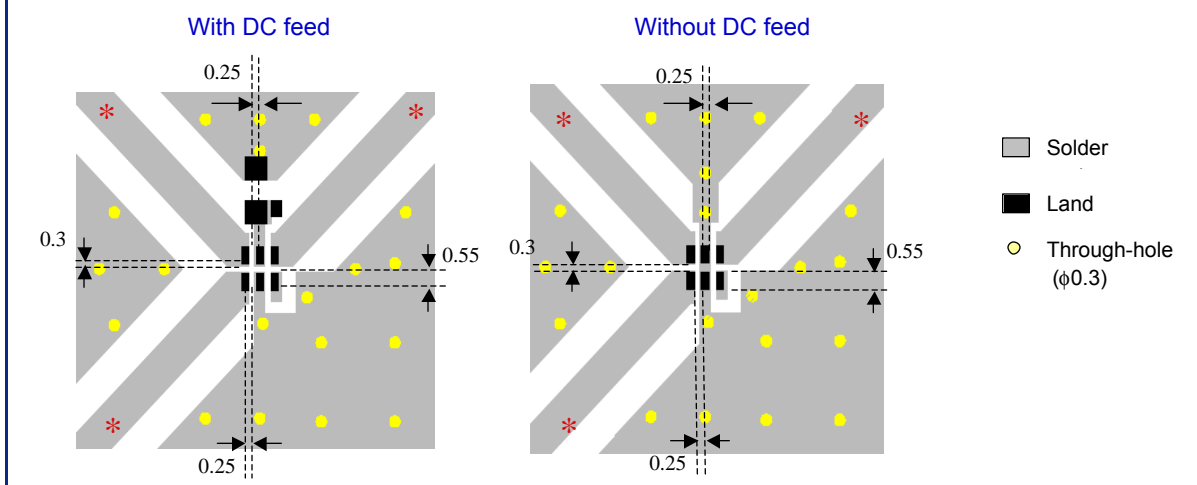 With DC feed
Without DC feed
0.25
0.25
*
*
*
*
Solder
Land
0.3
0.3
0.55
0.55
Through-hole
(ϕ0.3)
*
*
0.25
0.25